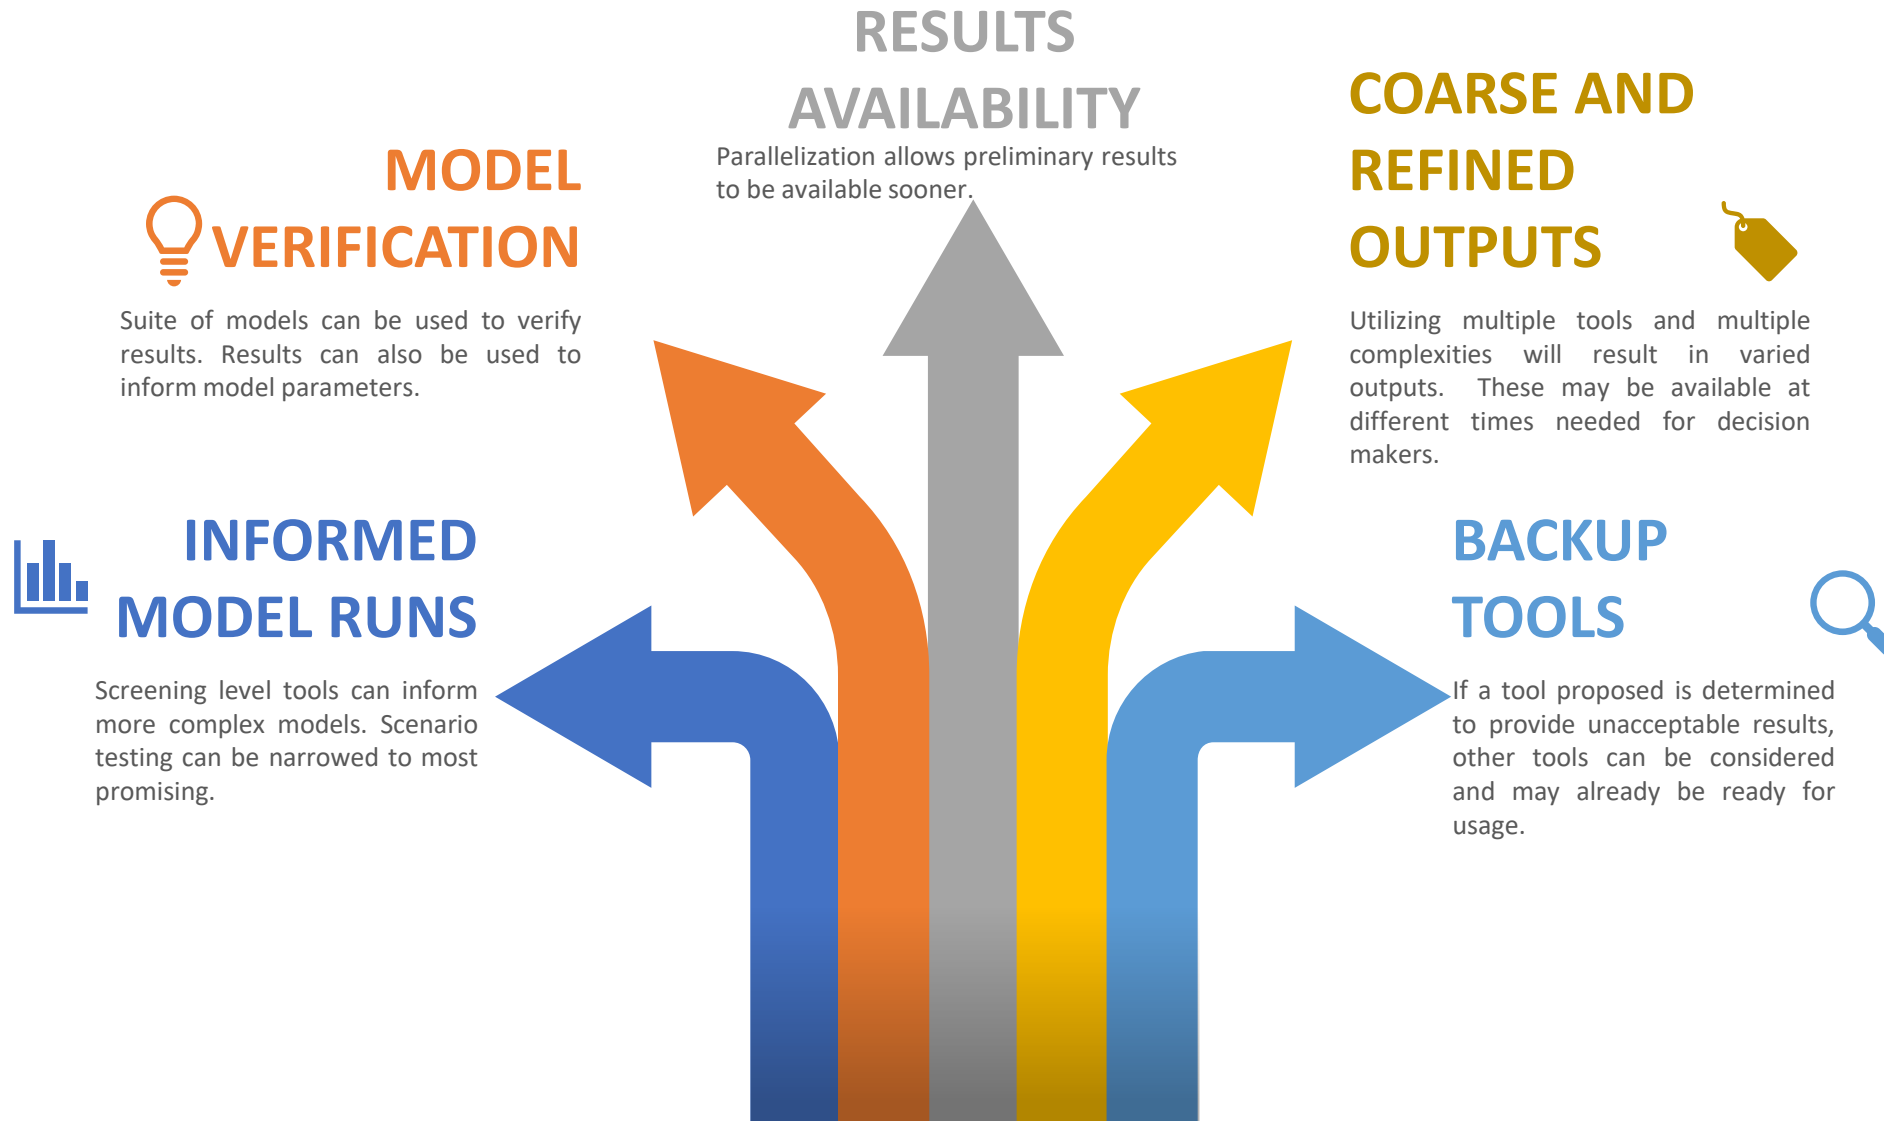 RESULTS
AVAILABILITY
Parallelization allows preliminary results
to be available sooner.
MODEL
VERIFICATION
Suite of models can be used to verify
results. Results can also be used to
inform model parameters.
COARSE AND
REFINED
OUTPUTS
Utilizing multiple tools and multiple
complexities will result in varied
outputs. These may be available at
different times needed for decision
makers.
INFORMED
MODEL RUNS
Screening level tools can inform
more complex models. Scenario
testing can be narrowed to most
promising.
BACKUP
TOOLS
If a tool proposed is determined
to provide unacceptable results,
other tools can be considered
and may already be ready for
usage.